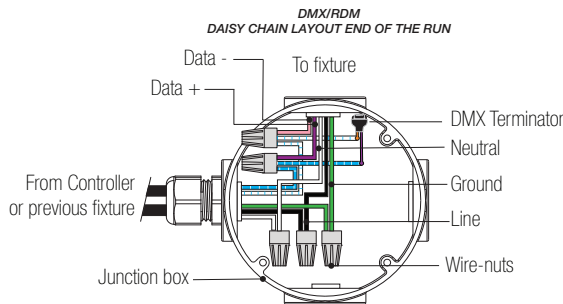 DMX/RDM
DAISY CHAIN LAYOUT END OF THE RUN
Data -
To fixture
Data +
DMX Terminator
Neutral
From Controller
or previous fixture
Ground
Line
Wire-nuts
Junction box